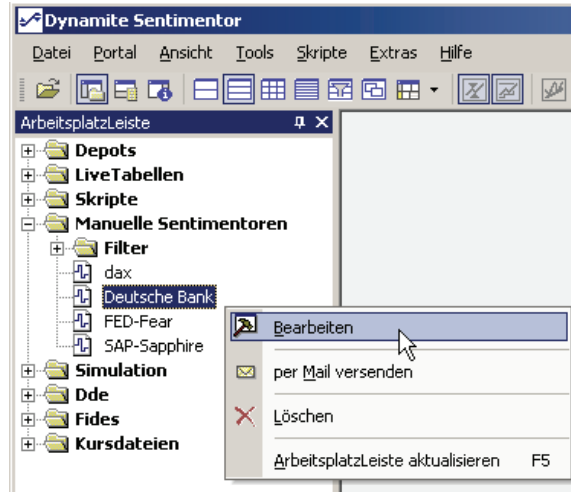 Dynamite Sentimentor
Datei Portal Ansicht Tools Skripte Extras Hilfe
ArbeitsplatzLeiste
Depots
LiveTabellen
Skripte
Manuelle Sentimentoren
Filter
dax
Deutsche Bank
FED-Fear
SAP-Sapphire
Simulation
Dde
Fides
Kursdateien
Bearbeiten
per Mail versenden
Löschen
ArbeitsplatzLeiste aktualisieren F5